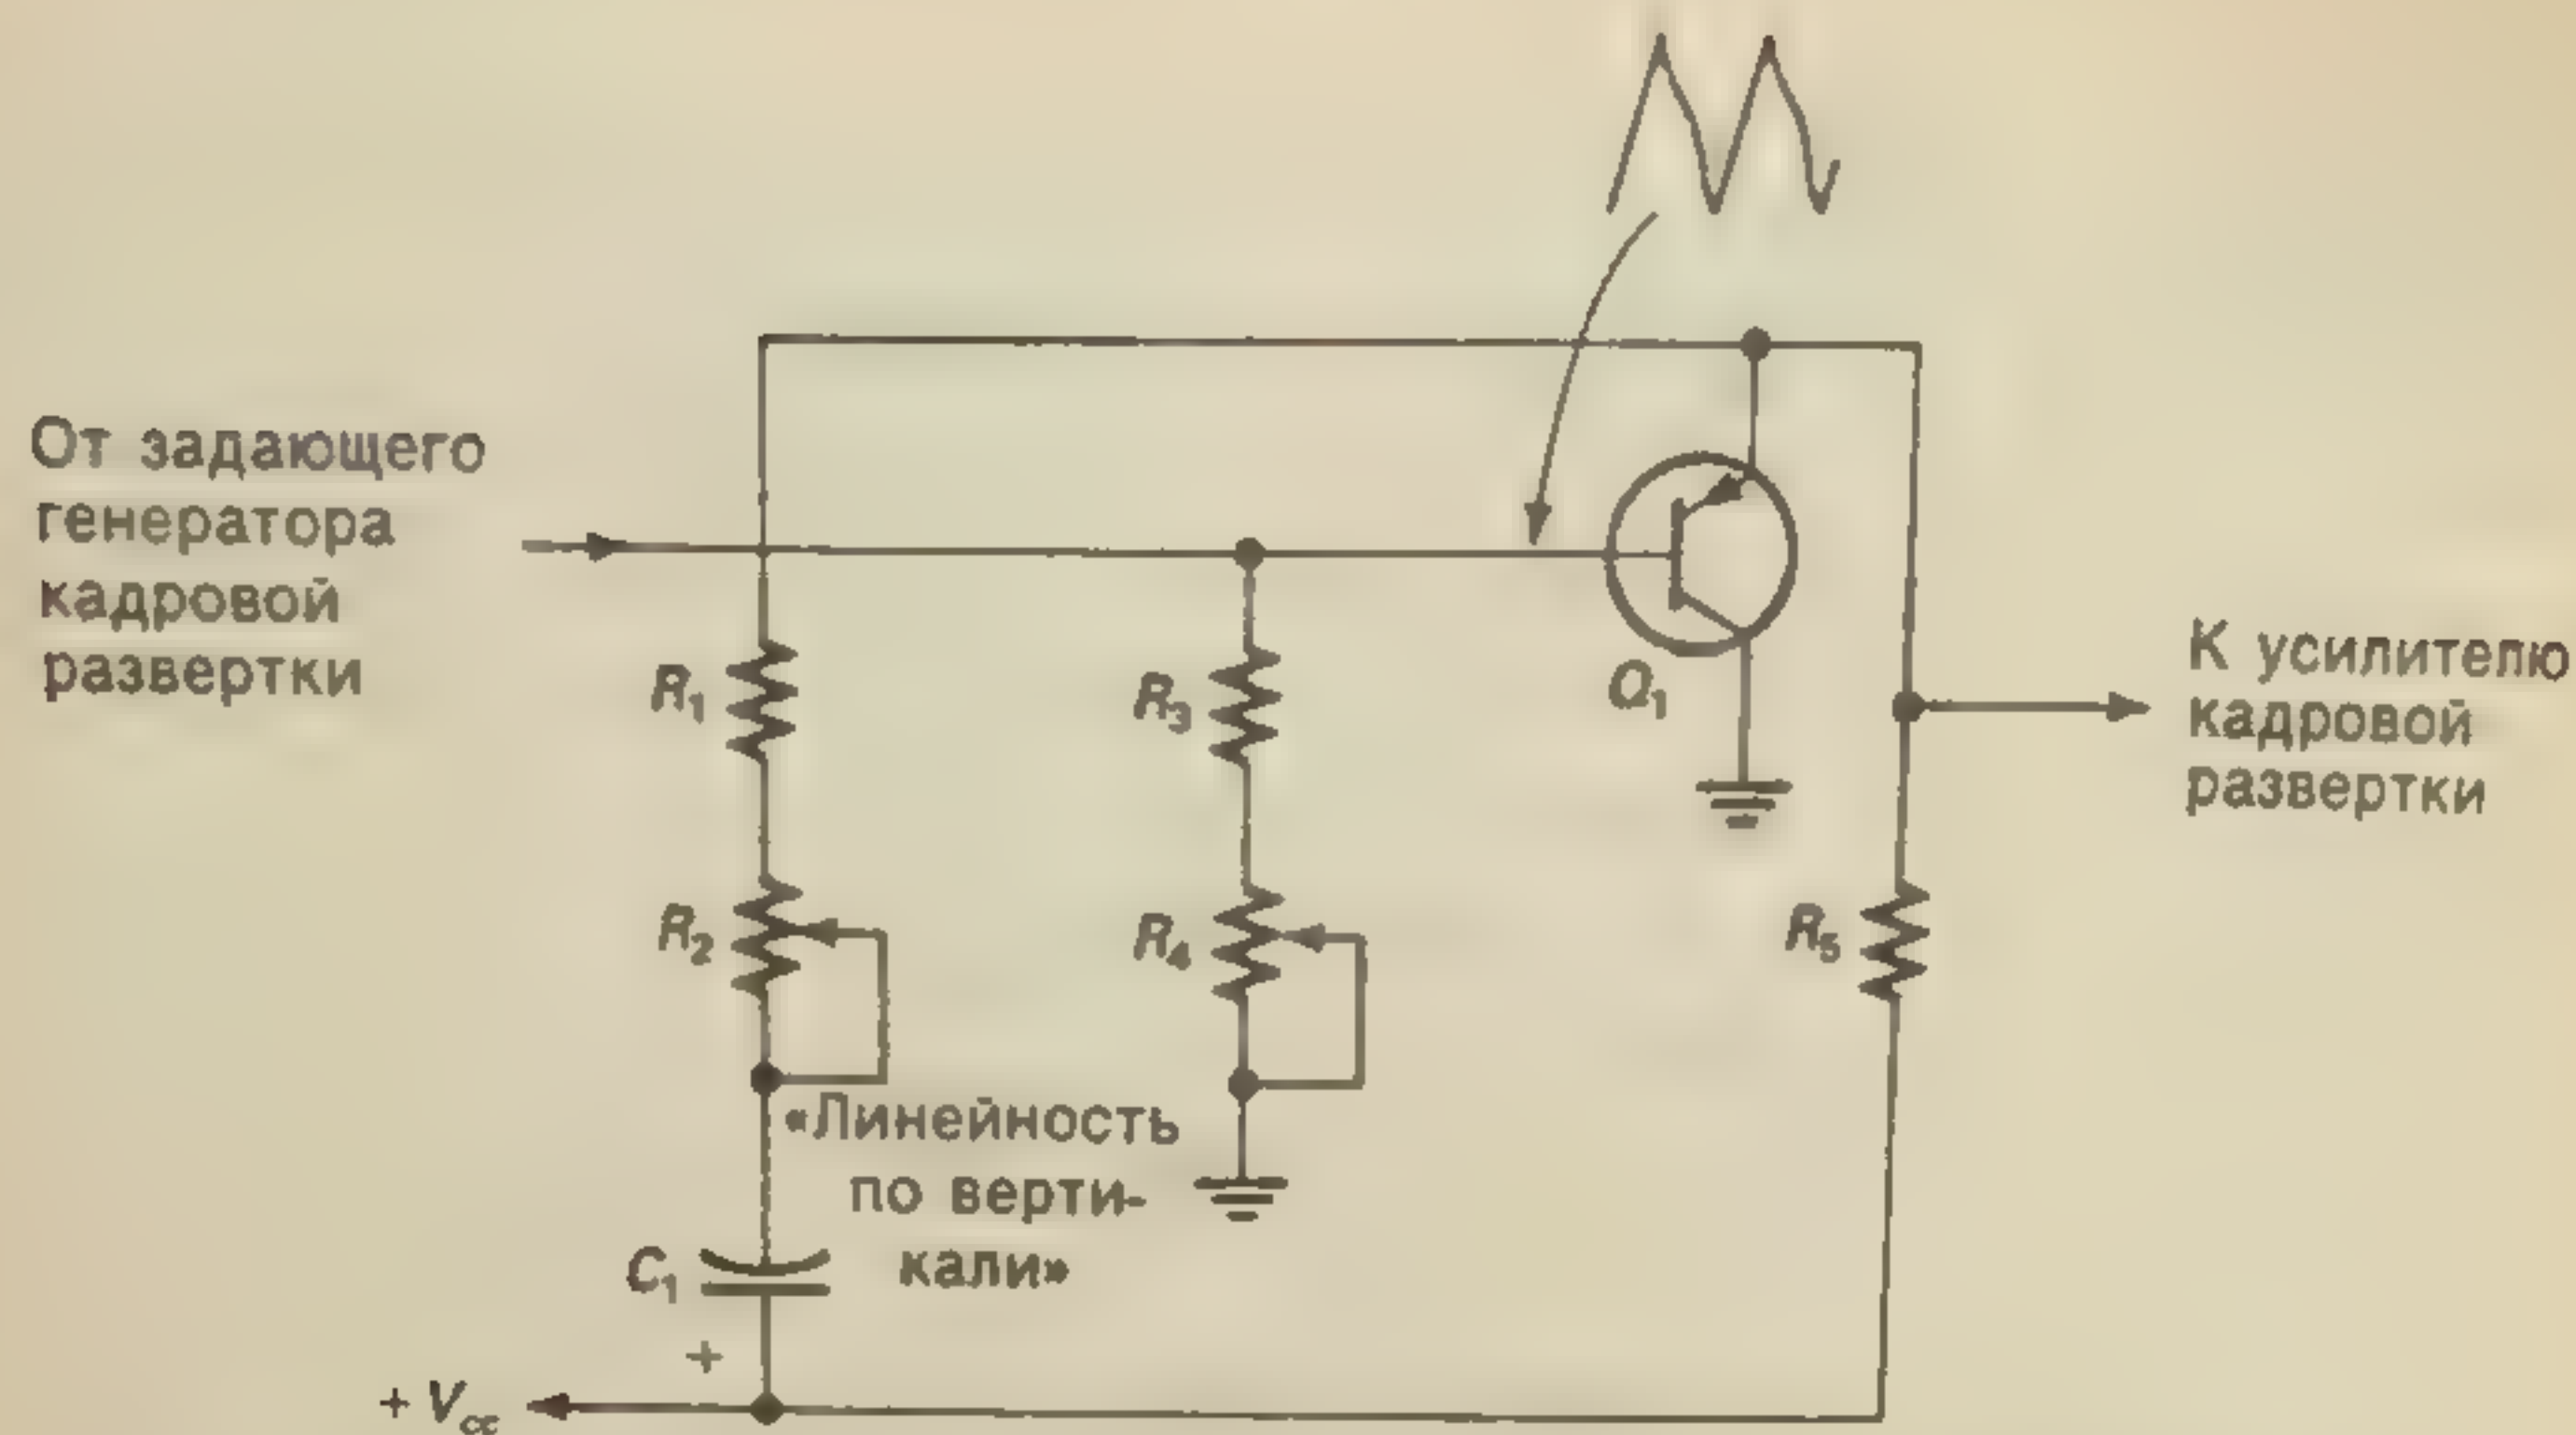 От задающего
генератора
кадровой
развертки
R1
R3
Q1
К усилителю
кадровой
развертки
R2
R4
R5
«Линейность
по верти-
кали»
C1
+
+ Vcc